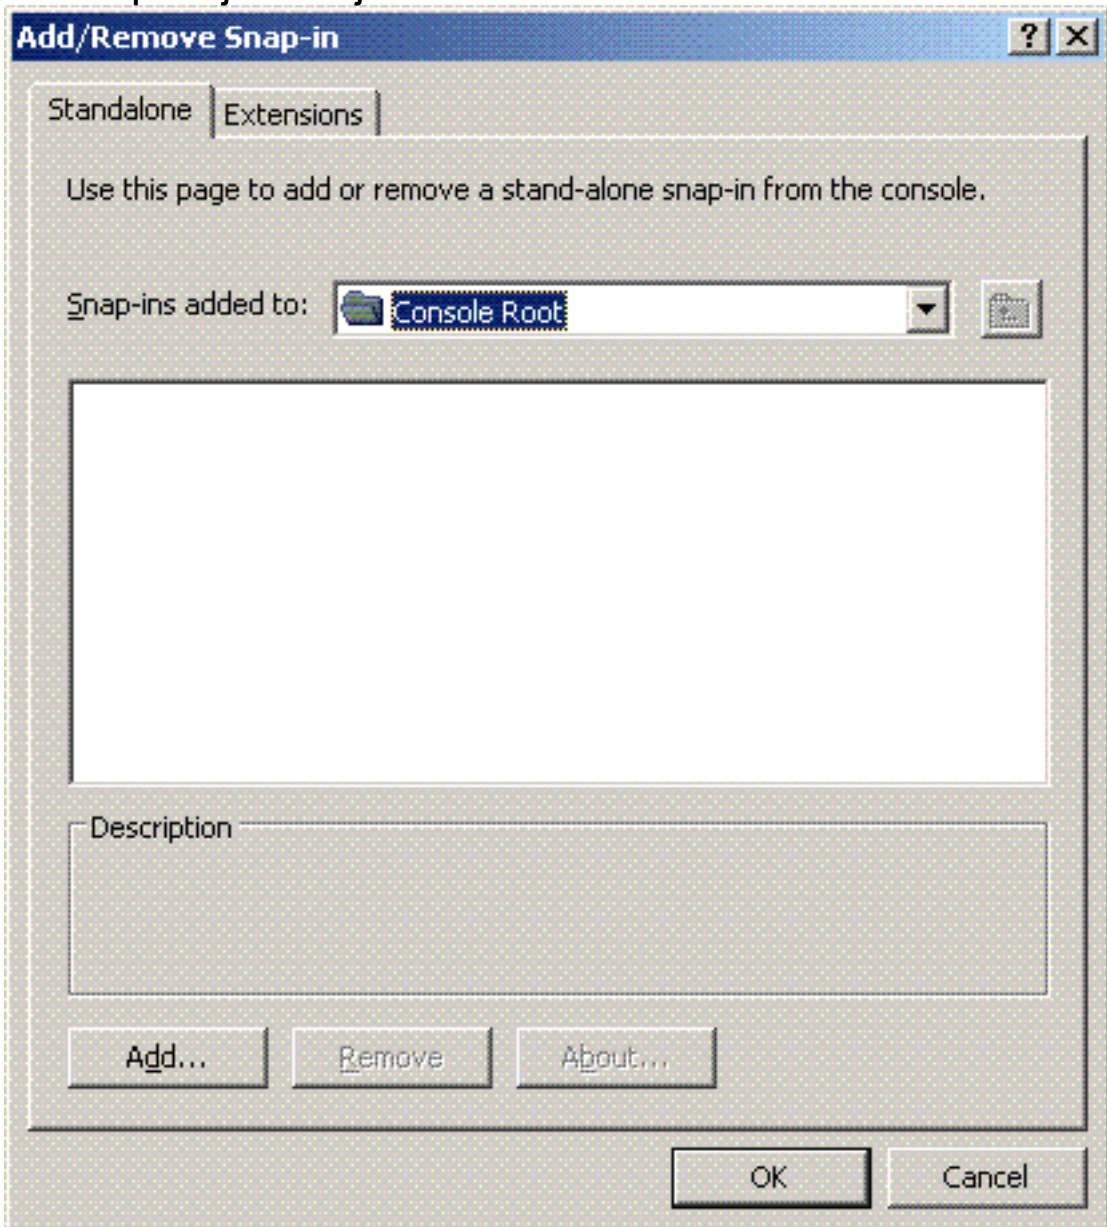 Add/Remove Snap-in
Standalone
Extensions
Use this page to add or remove a stand-alone snap-in from the console.
Snap-ins added to:
Console Root
Description
Add...
Remove
About...
OK
Cancel